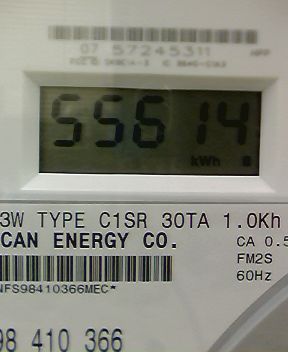 07 57245311
55614
kWh
3W TYPE C1SR 30TA 1.0Kh
CAN ENERGY CO.
CA 0.5
FM2S
60Hz
NFS98410366MEC*
98 410 366